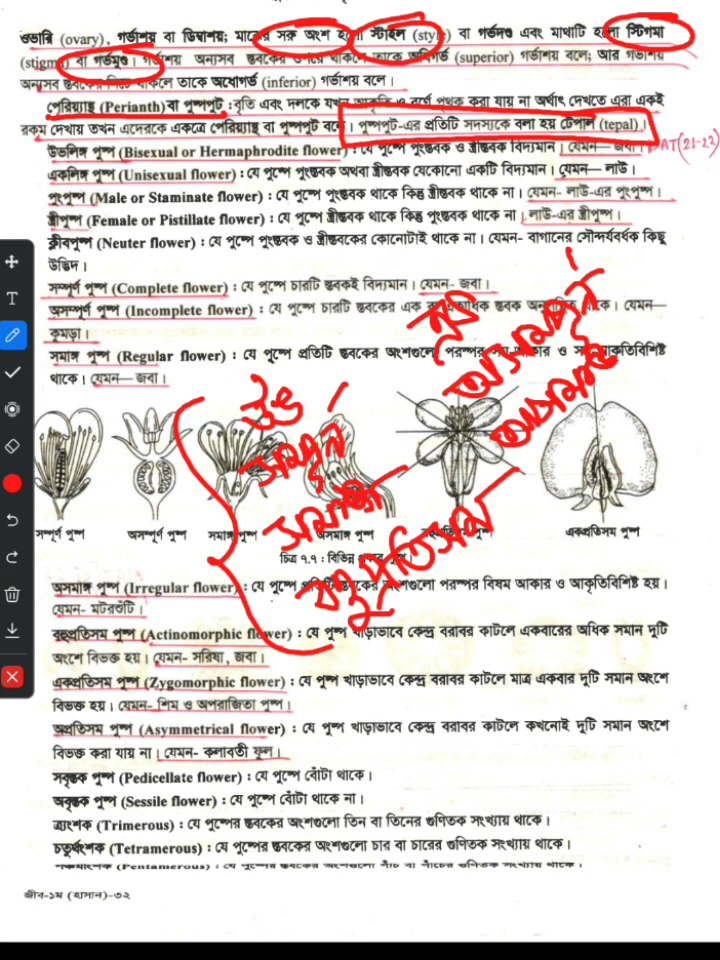 ওভারি (ovary), গর্ভাশয় বা ডিম্বাশয়; মাঝের সরু অংশ হলো স্টাইল (style) বা গর্ভদণ্ড এবং মাথাটি হলো স্টিগমা
(stigma) বা গর্ভমুণ্ড। গর্ভাশয় অন্যসব স্তবকের উপরে থাকলে তাকে অধিগর্ভ (superior) গর্ভাশয় বলে; আর গর্ভাশয়
অন্যসব স্তবকের নিচে থাকলে তাকে অধোগর্ভ (inferior) গর্ভাশয় বলে।
পেরিয়্যান্থ (Perianth) বা পুষ্পপুট : বৃতি এবং দলকে যখন আকৃতি ও বর্ণে পৃথক করা যায় না অর্থাৎ দেখতে এরা একই
রকম দেখায় তখন এদেরকে একত্রে পেরিয়্যান্থ বা পুষ্পপুট বলে। পুষ্পপুট-এর প্রতিটি সদস্যকে বলা হয় টেপাল (tepal)।
উভলিঙ্গ পুষ্প (Bisexual or Hermaphrodite flower) : যে পুষ্পে পুংস্তবক ও স্ত্রীস্তবক বিদ্যমান। যেমন— জবা। AT(21-22)
একলিঙ্গ পুষ্প (Unisexual flower) : যে পুষ্পে পুংস্তবক অথবা স্ত্রীস্তবক যেকোনো একটি বিদ্যমান। যেমন— লাউ।
পুংপুষ্প (Male or Staminate flower) : যে পুষ্পে পুংস্তবক থাকে কিন্তু স্ত্রীস্তবক থাকে না। যেমন- লাউ-এর পুংপুষ্প।
স্ত্রীপুষ্প (Female or Pistillate flower) : যে পুষ্পে স্ত্রীস্তবক থাকে কিন্তু পুংস্তবক থাকে না। লাউ-এর স্ত্রীপুষ্প।
ক্লীবপুষ্প (Neuter flower) : যে পুষ্পে পুংস্তবক ও স্ত্রীস্তবকের কোনোটাই থাকে না। যেমন- বাগানের সৌন্দর্যবর্ধক কিছু
উদ্ভিদ।
সম্পূর্ণ পুষ্প (Complete flower) : যে পুষ্পে চারটি স্তবকই বিদ্যমান। যেমন- জবা।
অসম্পূর্ণ পুষ্প (Incomplete flower) : যে পুষ্পে চারটি স্তবকের এক বা একাধিক স্তবক অনুপস্থিত থাকে। যেমন—
কুমড়া।
সমাঙ্গ পুষ্প (Regular flower) : যে পুষ্পে প্রতিটি স্তবকের অংশগুলো পরস্পর সম আকার ও সম আকৃতিবিশিষ্ট
থাকে। যেমন— জবা।
অসম্পূর্ণ
অসমাঙ্গ
উভ
সম্পূর্ণ
সমাঙ্গ
বহুপ্রতিসম
সম্পূর্ণ পুষ্প অসম্পূর্ণ পুষ্প সমাঙ্গ পুষ্প অসমাঙ্গ পুষ্প বহুপ্রতিসম পুষ্প একপ্রতিসম পুষ্প
চিত্র ৭.৭ : বিভিন্ন প্রকার পুষ্প
অসমাঙ্গ পুষ্প (Irregular flower) : যে পুষ্পে প্রতিটি স্তবকের অংশগুলো পরস্পর বিষম আকার ও আকৃতিবিশিষ্ট হয়।
যেমন- মটরশুঁটি।
বহুপ্রতিসম পুষ্প (Actinomorphic flower) : যে পুষ্প খাড়াভাবে কেন্দ্র বরাবর কাটলে একবারের অধিক সমান দুটি
অংশে বিভক্ত হয়। যেমন- সরিষা, জবা।
একপ্রতিসম পুষ্প (Zygomorphic flower) : যে পুষ্প খাড়াভাবে কেন্দ্র বরাবর কাটলে মাত্র একবার দুটি সমান অংশে
বিভক্ত হয়। যেমন- শিম ও অপরাজিতা পুষ্প।
অপ্রতিসম পুষ্প (Asymmetrical flower) : যে পুষ্প খাড়াভাবে কেন্দ্র বরাবর কাটলে কখনোই দুটি সমান অংশে
বিভক্ত করা যায় না। যেমন- কলাবতী ফুল।
সবৃন্তক পুষ্প (Pedicellate flower) : যে পুষ্পে বোঁটা থাকে।
অবৃন্তক পুষ্প (Sessile flower) : যে পুষ্পে বোঁটা থাকে না।
ত্র্যংশক (Trimerous) : যে পুষ্পের স্তবকের অংশগুলো তিন বা তিনের গুণিতক সংখ্যায় থাকে।
চতুর্থংশক (Tetramerous) : যে পুষ্পের স্তবকের অংশগুলো চার বা চারের গুণিতক সংখ্যায় থাকে।
(Pentamerous) : যে পুষ্পের স্তবকের অংশগুলো পাঁচ বা পাঁচের গুণিতক সংখ্যায় থাকে।
জীব-১ম (হাসান)-৩২